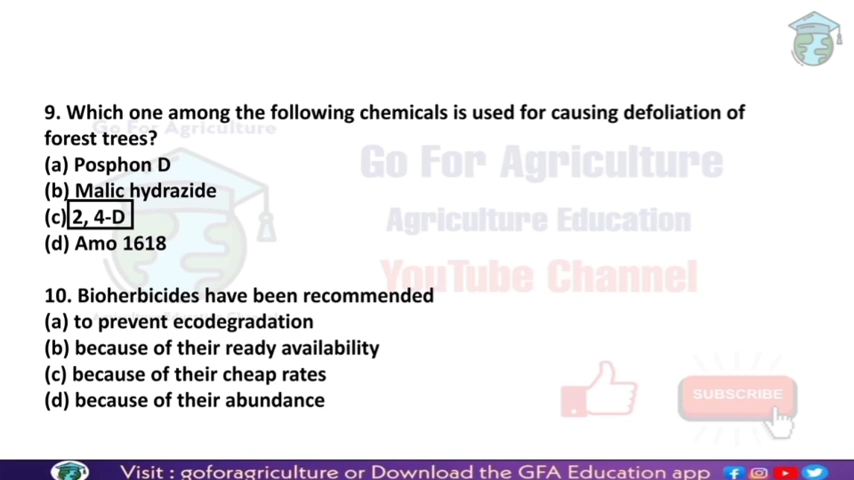 9. Which one among the following chemicals is used for causing defoliation of
forest trees?
(a) Posphon D
(b) Malic hydrazide
(c) 2, 4-D
(d) Amo 1618
10. Bioherbicides have been recommended
(a) to prevent ecodegradation
(b) because of their ready availability
(c) because of their cheap rates
(d) because of their abundance
Go For Agriculture
Go For Agriculture
Agriculture Education
YouTube Channel
SUBSCRIBE
Visit : goforagriculture or Download the GFA Education app